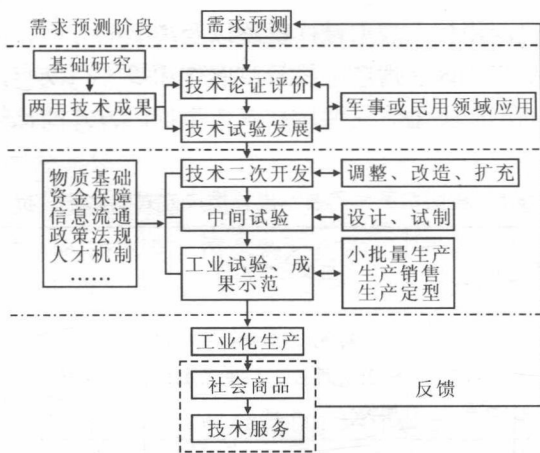 需求预测阶段
需求预测
基础研究
两用技术成果
技术论证评价
技术试验发展
军事或民用领域应用
物质基础
资金保障
信息流通
政策法规
人才机制
……
技术二次开发
调整、改造、扩充
中间试验
设计、试制
工业试验、成
果示范
小批量生产
生产销售
生产定型
工业化生产
社会商品
技术服务
反馈